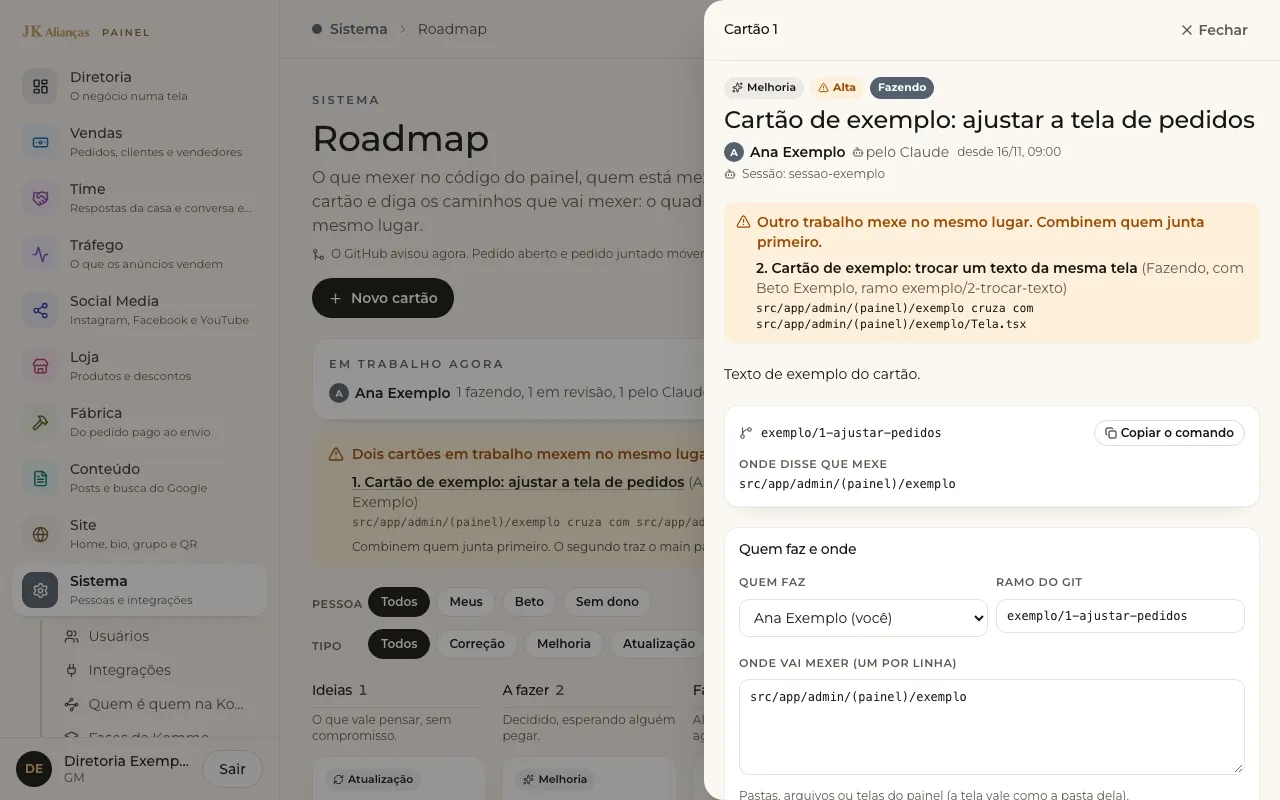 JK Alianças PAINEL
Diretoria
O negócio numa tela
Vendas
Pedidos, clientes e vendedores
Time
Respostas da casa e conversa e...
Tráfego
O que os anúncios vendem
Social Media
Instagram, Facebook e YouTube
Loja
Produtos e descontos
Fábrica
Do pedido pago ao envio
Conteúdo
Posts e busca do Google
Site
Home, bio, grupo e QR
Sistema
Pessoas e integrações
Usuários
Integrações
Quem é quem na Ko...
DE
Diretoria Exemp...
GM
Sair
Sistema > Roadmap
SISTEMA
Roadmap
O que mexer no código do painel, quem está
cartão e diga os caminhos que vai mexer: o
mesmo lugar.
O GitHub avisou agora. Pedido aberto e pedido juntado
+ Novo cartão
EM TRABALHO AGORA
A Ana Exemplo 1 fazendo, 1 em revisão, 1 pelo
Dois cartões em trabalho mexem no mesmo
1. Cartão de exemplo: ajustar a tela de pedidos
Exemplo)
src/app/admin/(painel)/exemplo cruza com
Combinem quem junta primeiro. O segundo traz o main
PESSOA Todos Meus Beto Sem dono
TIPO Todos Correção Melhoria Atualização
Ideias 1
O que vale pensar, sem
compromisso.
Atualização
A fazer 2
Decidido, esperando alguém
pegar.
Melhoria
Cartão 1
Fechar
Melhoria Alta Fazendo
Cartão de exemplo: ajustar a tela de pedidos
A Ana Exemplo pelo Claude desde 16/11, 09:00
Sessão: sessao-exemplo
Outro trabalho mexe no mesmo lugar. Combinem quem junta
primeiro.
2. Cartão de exemplo: trocar um texto da mesma tela (Fazendo, com
Beto Exemplo, ramo exemplo/2-trocar-texto)
src/app/admin/(painel)/exemplo cruza com
src/app/admin/(painel)/exemplo/Tela.tsx
Texto de exemplo do cartão.
exemplo/1-ajustar-pedidos
Copiar o comando
ONDE DISSE QUE MEXE
src/app/admin/(painel)/exemplo
Quem faz e onde
QUEM FAZ
Ana Exemplo (você)
RAMO DO GIT
exemplo/1-ajustar-pedidos
ONDE VAI MEXER (UM POR LINHA)
src/app/admin/(painel)/exemplo
Pastas, arquivos ou telas do painel (a tela vale como a pasta dela).